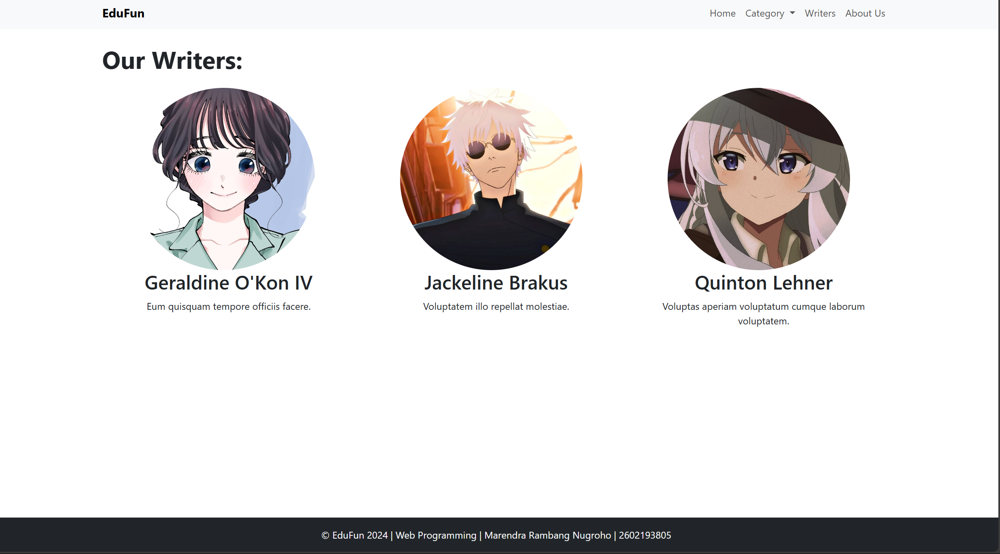 EduFun
Home Category Writers About Us
Our Writers:
Geraldine O'Kon IV
Eum quisquam tempore officiis facere.
Jackeline Brakus
Voluptatem illo repellat molestiae.
Quinton Lehner
Voluptas aperiam voluptatum cumque laborum
voluptatem.
© EduFun 2024 | Web Programming | Marendra Rambang Nugroho | 2602193805